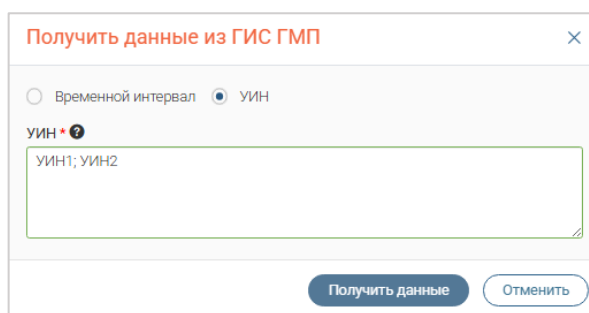 Получить данные из ГИС ГМП
Временной интервал УИН
УИН * ?
УИН1; УИН2
Получить данные Отменить